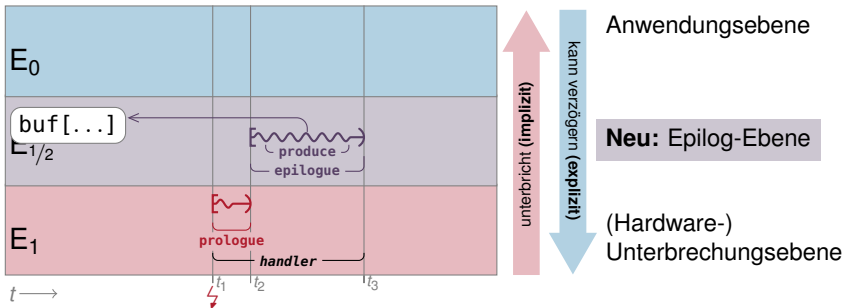 E0
buf[...]
E1/2
produce
epilogue
E1
prologue
handler
t
t1
t2
t3
unterbricht (implizit)
kann verzögern (explizit)
Anwendungsebene
Neu: Epilog-Ebene
(Hardware-)
Unterbrechungsebene